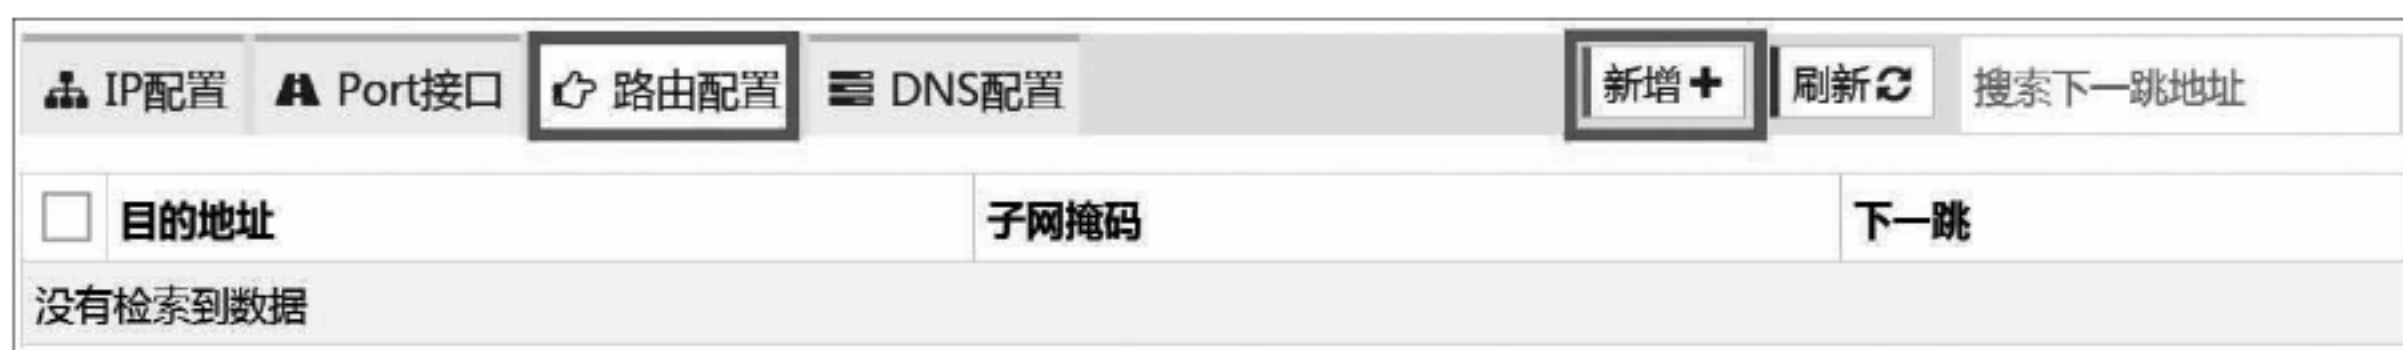 IP配置 Port接口 路由配置 DNS配置 新增 刷新 搜索下一跳地址
目的地址 子网掩码 下一跳
没有检索到数据